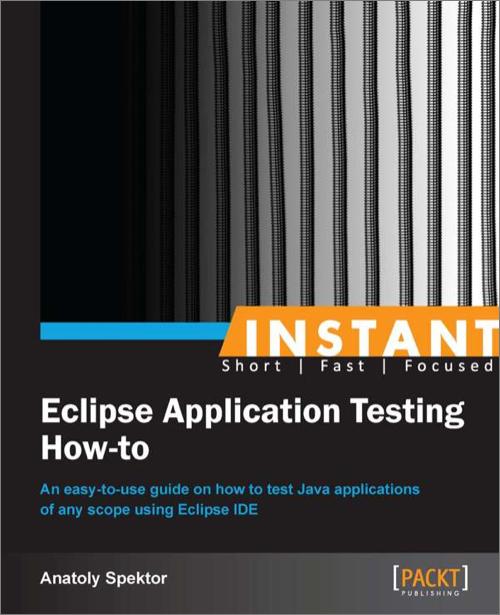 INSTANT
Short | Fast | Focused
Eclipse Application Testing
How-to
An easy-to-use guide on how to test Java applications
of any scope using Eclipse IDE
Anatoly Spektor
[PACKT]
PUBLISHING